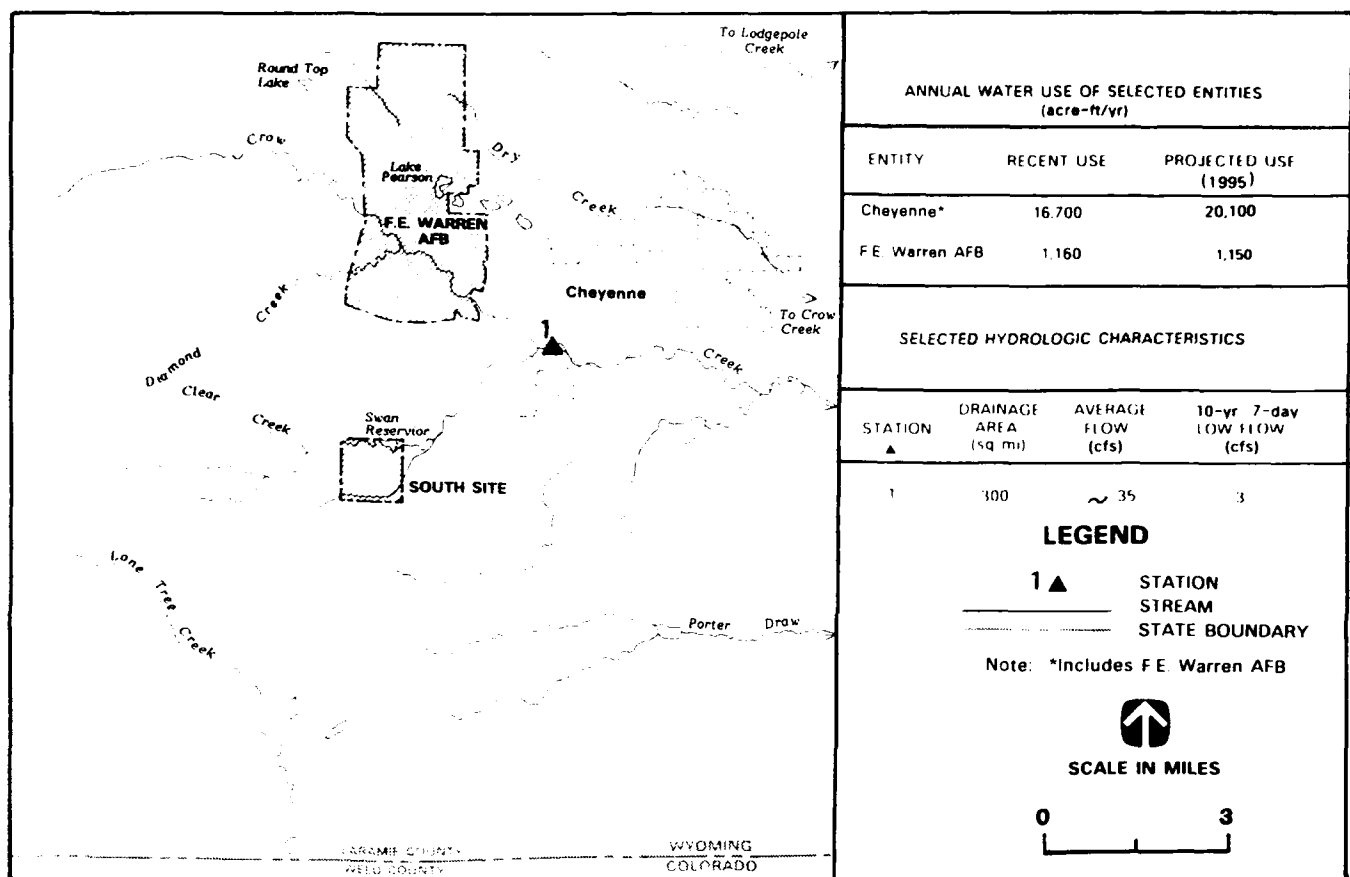 To Lodgepole
Creek
Round Top
Lake
Crow
Dry
Lake
Pearson
Creek
F.E. WARREN
AFB
Creek
Cheyenne
To Crow
Creek
1
Creek
Diamond
Clear
Creek
Swan
Reservior
SOUTH SITE
Lone Tree Creek
Porter Draw
LARAMIE COUNTY
WELD COUNTY
WYOMING
COLORADO
ANNUAL WATER USE OF SELECTED ENTITIES
(acre-ft/yr)
ENTITY RECENT USE PROJECTED USE
(1995)
Cheyenne* 16,700 20,100
F.E. Warren AFB 1,160 1,150
SELECTED HYDROLOGIC CHARACTERISTICS
STATION DRAINAGE AREA (sq mi) AVERAGE FLOW (cfs) 10-yr 7-day LOW FLOW (cfs)
▲
1 300 ~ 35 3
LEGEND
1 ▲ STATION
STREAM
STATE BOUNDARY
Note: *Includes F.E. Warren AFB
SCALE IN MILES
0 3